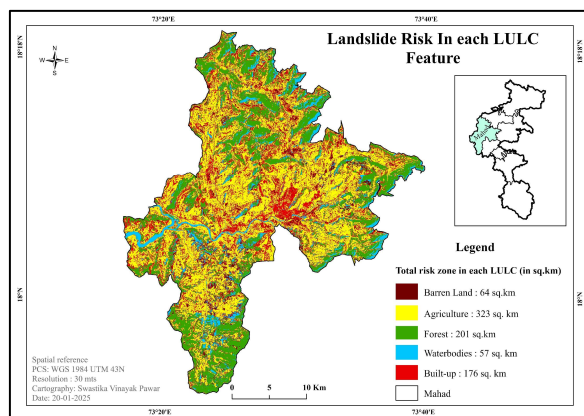 73°20'E
73°40'E
Landslide Risk In each LULC
Feature
18°18'N
18°18'N
N
W
E
S
Mahad
Legend
Total risk zone in each LULC (in sq.km)
Barren Land : 64 sq.km
Agriculture : 323 sq.km
Forest : 201 sq.km
Waterbodies : 57 sq. km
Built-up : 176 sq. km
Mahad
18°N
18°N
Spatial reference
PCS: WGS 1984 UTM 43N
Resolution : 30 mts
Cartography: Swastika Vinayak Pawar
Date: 20-01-2025
0 5 10 Km
73°20'E
73°40'E